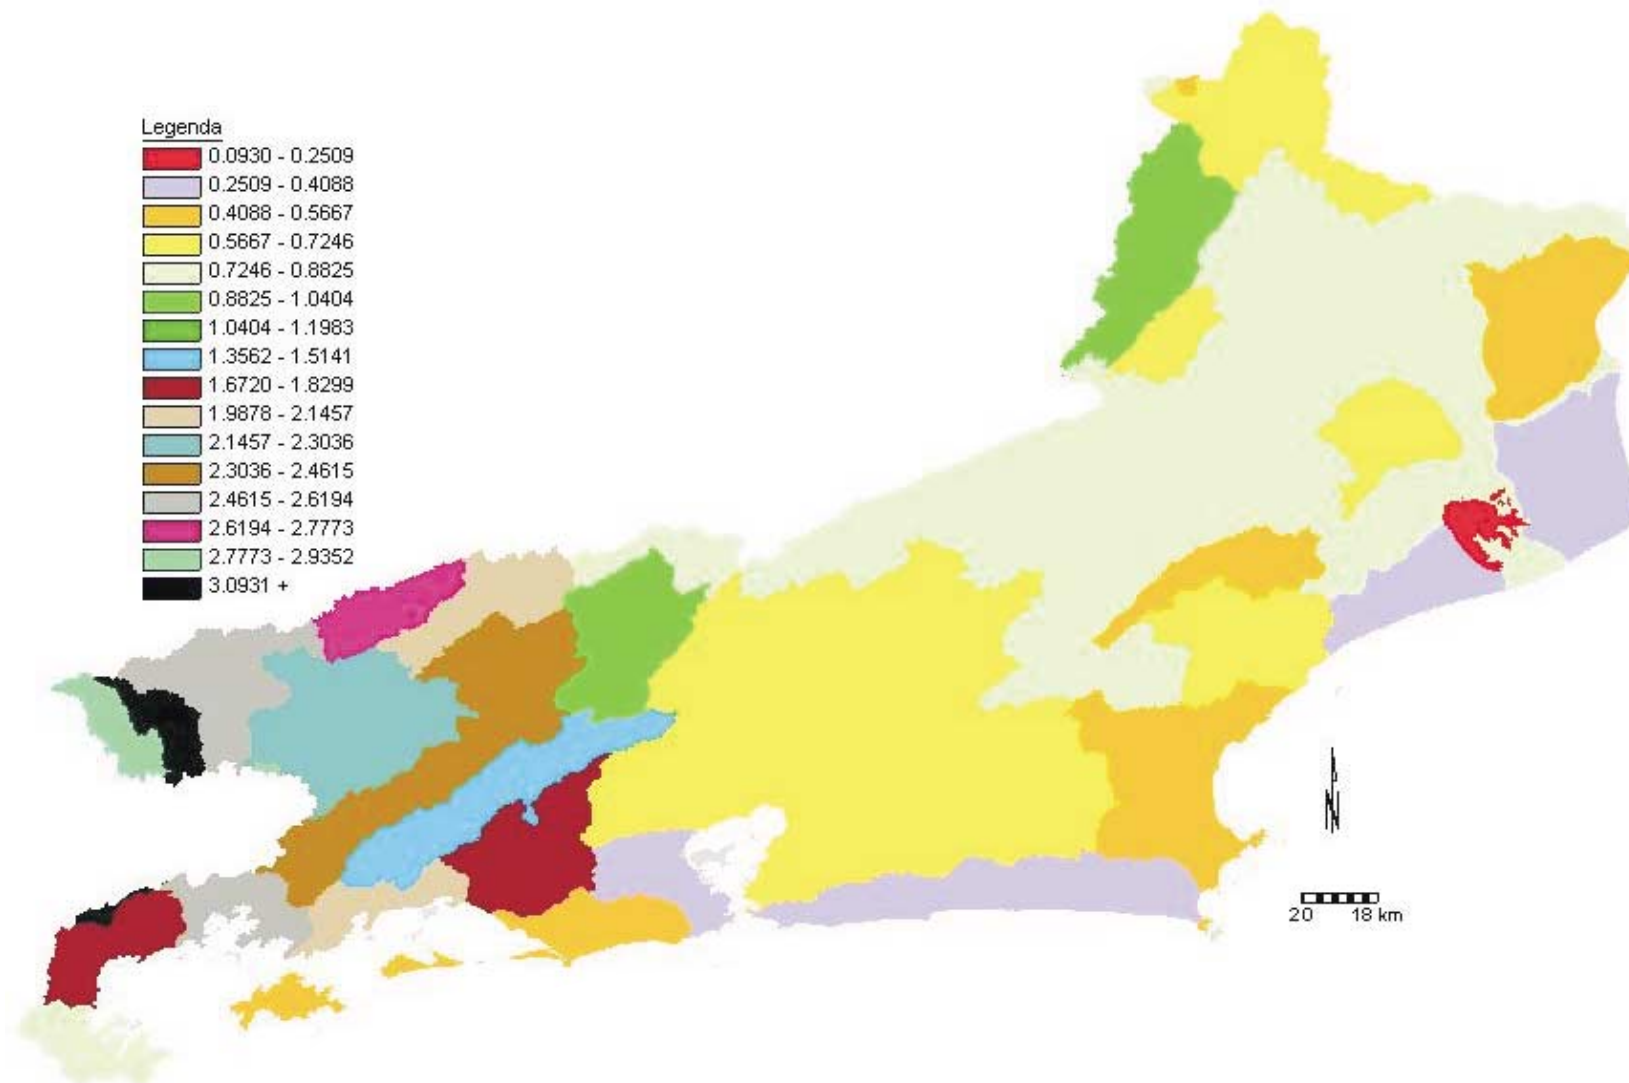 Legenda
0.0930 - 0.2509
0.2509 - 0.4088
0.4088 - 0.5667
0.5667 - 0.7246
0.7246 - 0.8825
0.8825 - 1.0404
1.0404 - 1.1983
1.3562 - 1.5141
1.6720 - 1.8299
1.9878 - 2.1457
2.1457 - 2.3036
2.3036 - 2.4615
2.4615 - 2.6194
2.6194 - 2.7773
2.7773 - 2.9352
3.0931 +
N
20 18 km